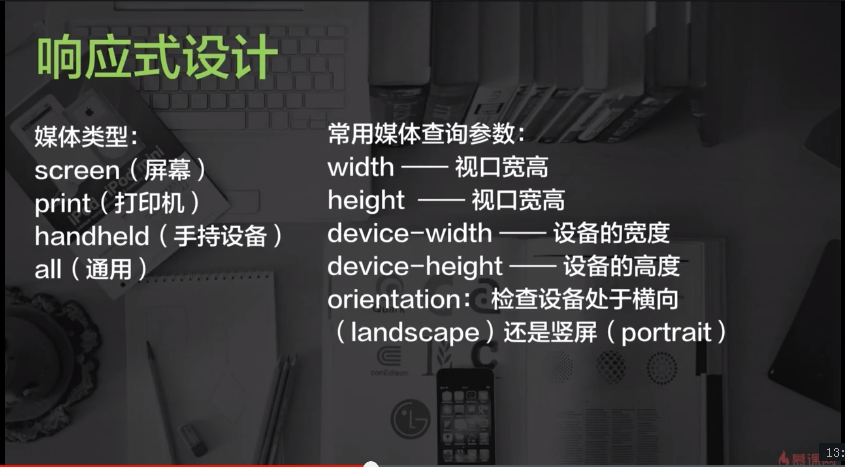 响应式设计
媒体类型：
screen（屏幕）
print（打印机）
handheld（手持设备）
all（通用）
常用媒体查询参数：
width —— 视口宽高
height —— 视口宽高
device-width —— 设备的宽度
device-height —— 设备的高度
orientation： 检查设备处于横向
（landscape）还是竖屏（portrait）
conEdison
LG
13: